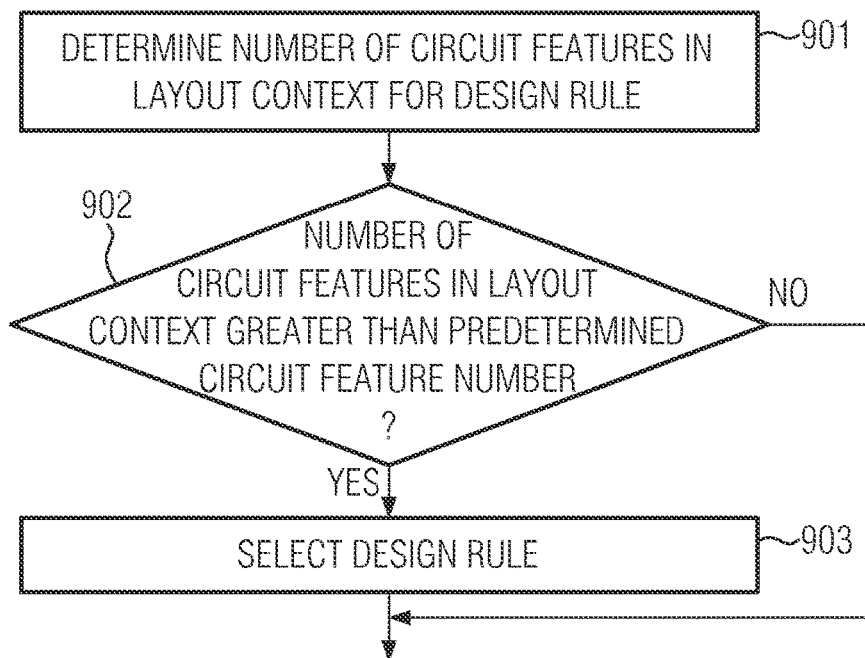 DETERMINE NUMBER OF CIRCUIT FEATURES IN
LAYOUT CONTEXT FOR DESIGN RULE
901
902
NUMBER OF
CIRCUIT FEATURES IN LAYOUT
CONTEXT GREATER THAN PREDETERMINED
CIRCUIT FEATURE NUMBER
?
NO
YES
SELECT DESIGN RULE
903